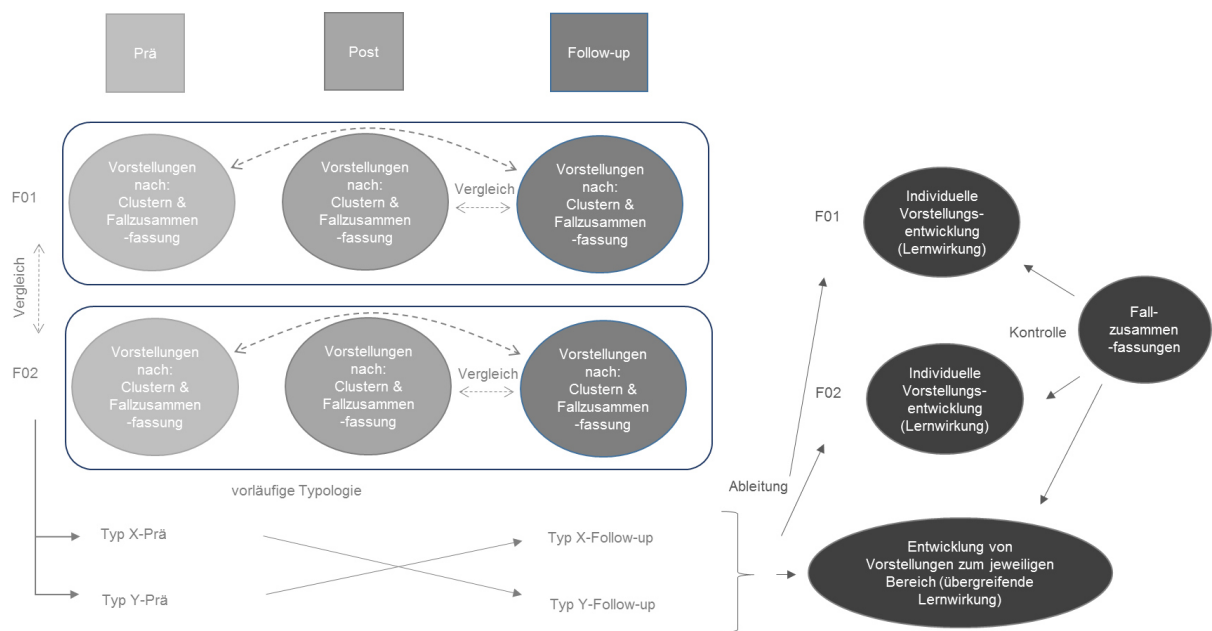 Prä
Post
Follow-up
F01
Vorstellungen
nach:
Clustern &
Fallzusammen
-fassung
Vorstellungen
nach:
Clustern &
Fallzusammen
-fassung
Vergleich
Vorstellungen
nach:
Clustern &
Fallzusammen
-fassung
Vergleich
F02
Vorstellungen
nach:
Clustern &
Fallzusammen
-fassung
Vorstellungen
nach:
Clustern &
Fallzusammen
-fassung
Vergleich
Vorstellungen
nach:
Clustern &
Fallzusammen
-fassung
vorläufige Typologie
Typ X-Prä
Typ X-Follow-up
Typ Y-Prä
Typ Y-Follow-up
Ableitung
F01
Individuelle
Vorstellungs-
entwicklung
(Lernwirkung)
Kontrolle
Fall-
zusammen
-fassungen
F02
Individuelle
Vorstellungs-
entwicklung
(Lernwirkung)
Entwicklung von
Vorstellungen zum jeweiligen
Bereich (übergreifende
Lernwirkung)